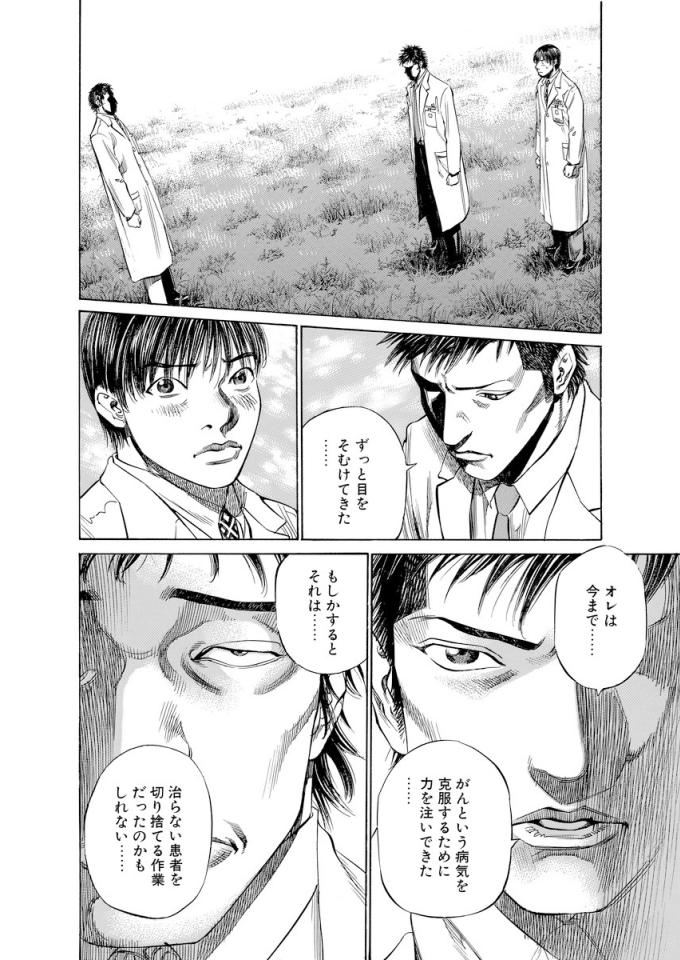 ずっと目を
そむけてきた
……
オレは
今まで……
がんという病気を
克服するために
力を注いできた
……
もしかすると
それは……
治らない患者を
切り捨てる作業
だったのかも
しれない……